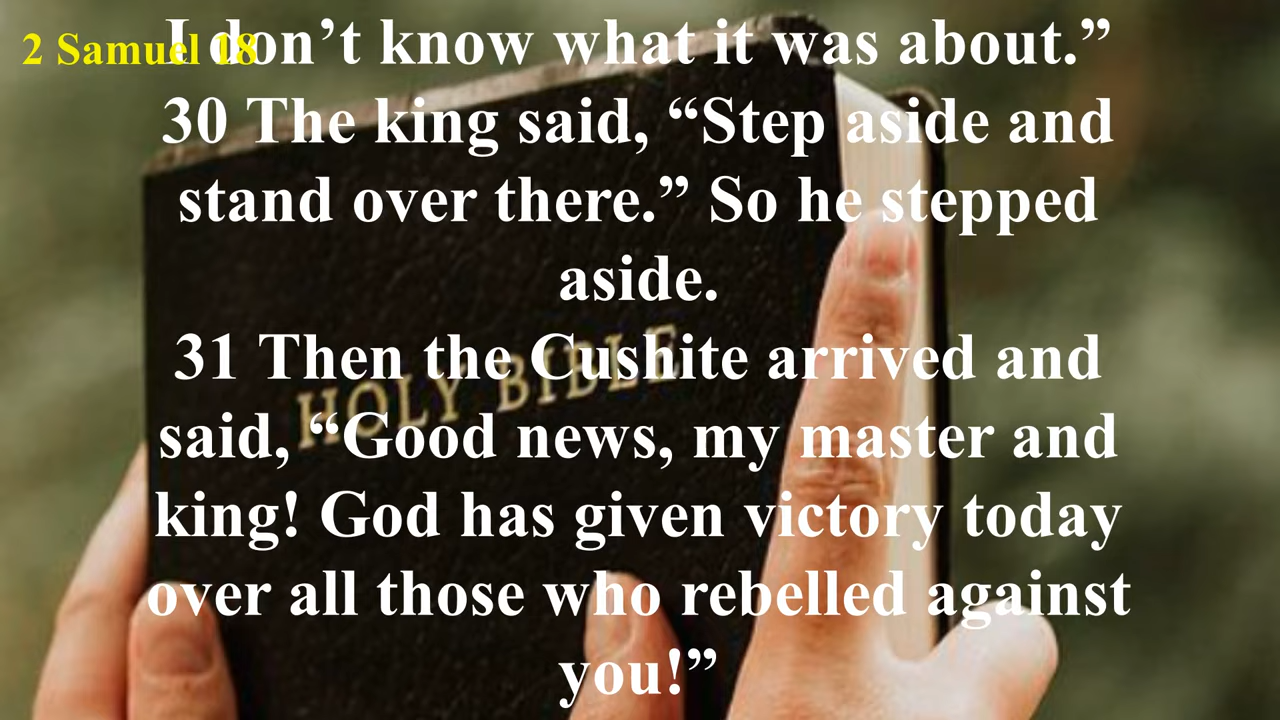 2 Samuel 18
I don’t know what it was about.”
30 The king said, “Step aside and
stand over there.” So he stepped
aside.
31 Then the Cushite arrived and
said, “Good news, my master and
king! God has given victory today
over all those who rebelled against
you!”
HOLY BIBLE